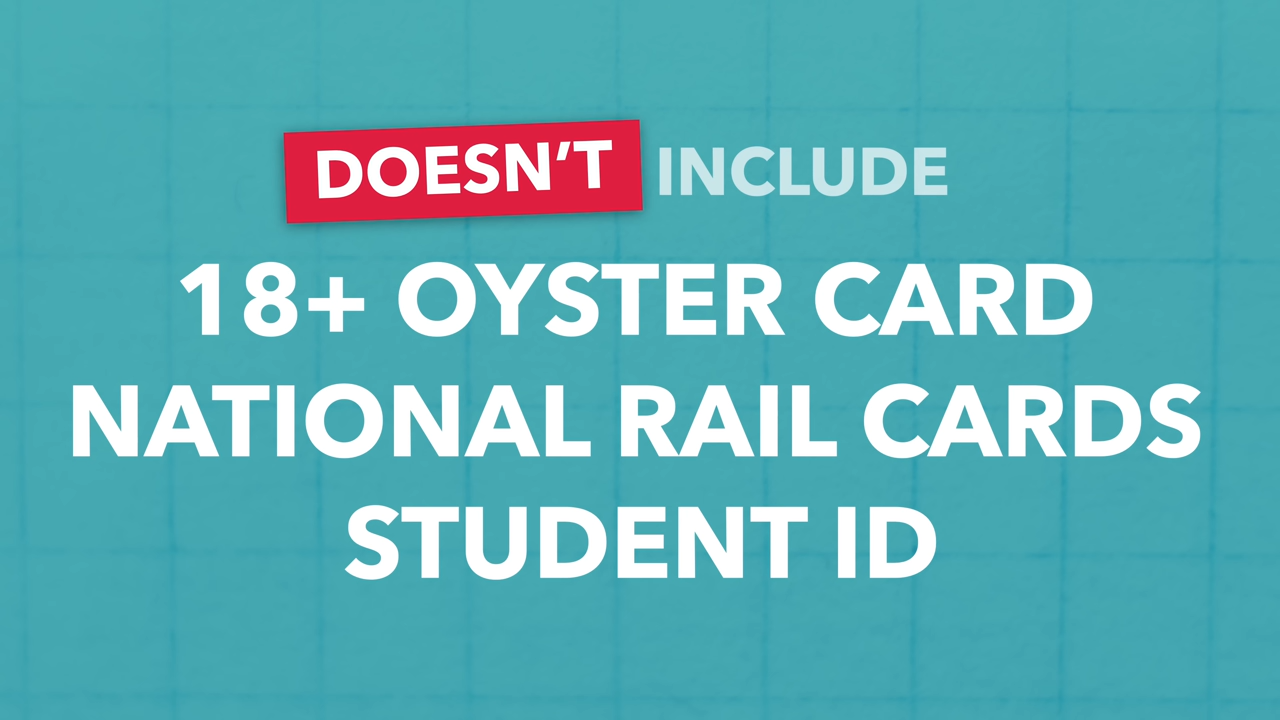 DOESN’T INCLUDE
18+ OYSTER CARD
NATIONAL RAIL CARDS
STUDENT ID